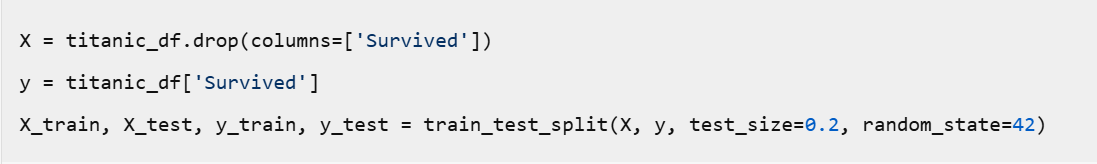 X = titanic_df.drop(columns=['Survived'])
y = titanic_df['Survived']
X_train, X_test, y_train, y_test = train_test_split(X, y, test_size=0.2, random_state=42)